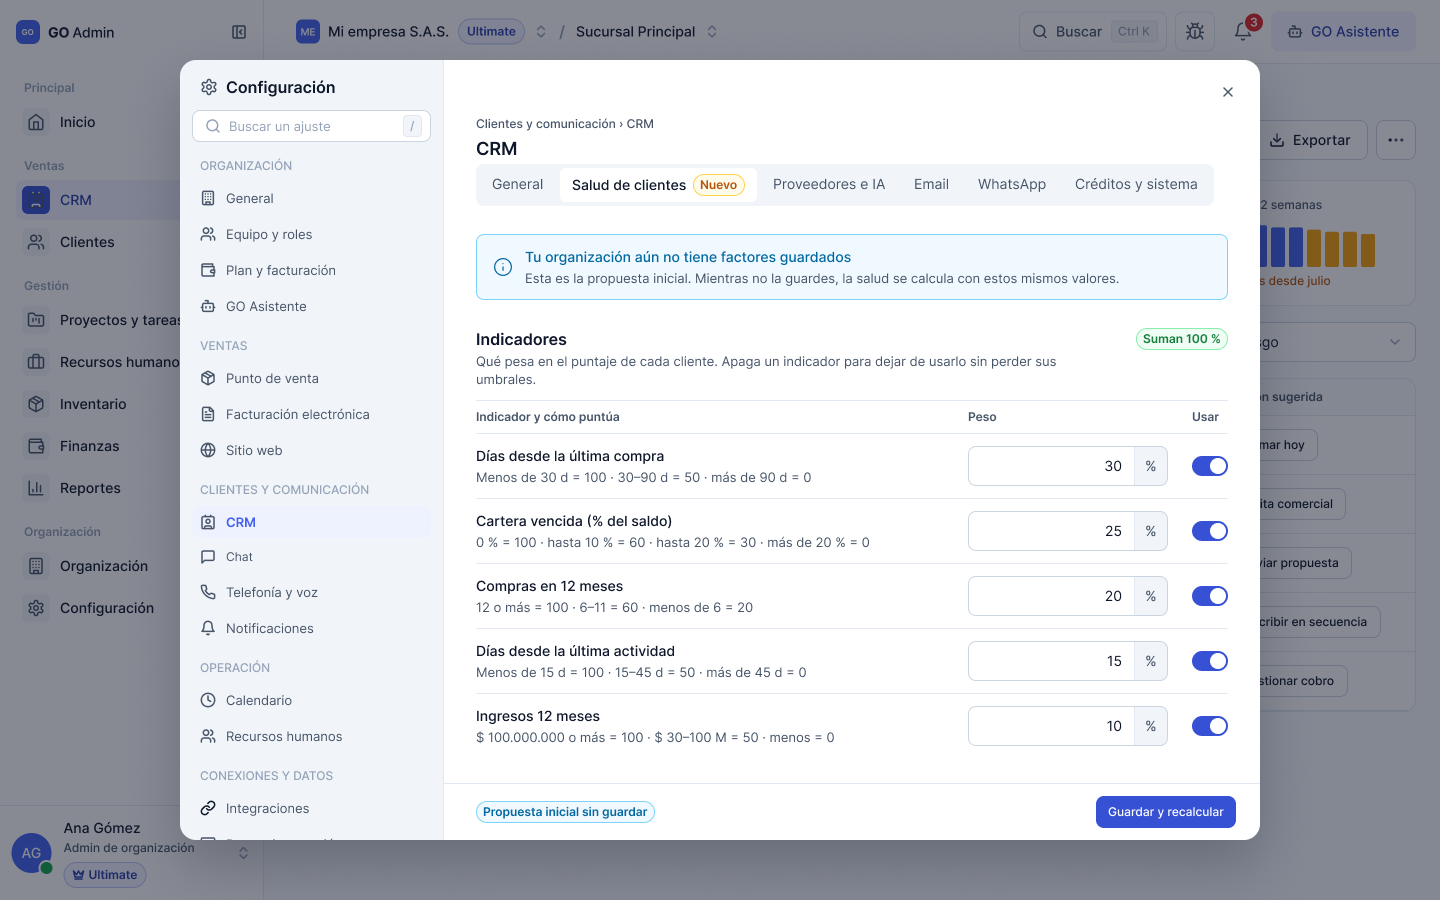 GO
GO Admin
ME
Mi empresa S.A.S.
Ultimate
/
Sucursal Principal
Buscar
Ctrl K
3
GO Asistente
Principal
Inicio
Ventas
CRM
Clientes
Gestión
Proyectos y tareas
Recursos humano
Inventario
Finanzas
Reportes
Organización
Organización
Configuración
AG
Ana Gómez
Admin de organización
Ultimate
Configuración
Buscar un ajuste
/
ORGANIZACIÓN
General
Equipo y roles
Plan y facturación
GO Asistente
VENTAS
Punto de venta
Facturación electrónica
Sitio web
CLIENTES Y COMUNICACIÓN
CRM
Chat
Telefonía y voz
Notificaciones
OPERACIÓN
Calendario
Recursos humanos
CONEXIONES Y DATOS
Integraciones
Clientes y comunicación › CRM
CRM
General
Salud de clientes
Nuevo
Proveedores e IA
Email
WhatsApp
Créditos y sistema
Tu organización aún no tiene factores guardados
Esta es la propuesta inicial. Mientras no la guardes, la salud se calcula con estos mismos valores.
Indicadores
Suman 100 %
Qué pesa en el puntaje de cada cliente. Apaga un indicador para dejar de usarlo sin perder sus
umbrales.
Indicador y cómo puntúa
Peso
Usar
Días desde la última compra
Menos de 30 d = 100 · 30–90 d = 50 · más de 90 d = 0
30 %
Cartera vencida (% del saldo)
0 % = 100 · hasta 10 % = 60 · hasta 20 % = 30 · más de 20 % = 0
25 %
Compras en 12 meses
12 o más = 100 · 6–11 = 60 · menos de 6 = 20
20 %
Días desde la última actividad
Menos de 15 d = 100 · 15–45 d = 50 · más de 45 d = 0
15 %
Ingresos 12 meses
$ 100.000.000 o más = 100 · $ 30–100 M = 50 · menos = 0
10 %
Propuesta inicial sin guardar
Guardar y recalcular
Exportar
2 semanas
s desde julio
sgo
n sugerida
mar hoy
ita comercial
viar propuesta
cribir en secuencia
stionar cobro